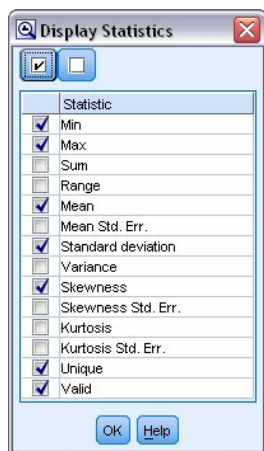 Display Statistics
Statistic
Min
Max
Sum
Range
Mean
Mean Std. Err.
Standard deviation
Variance
Skewness
Skewness Std. Err.
Kurtosis
Kurtosis Std. Err.
Unique
Valid
OK Help